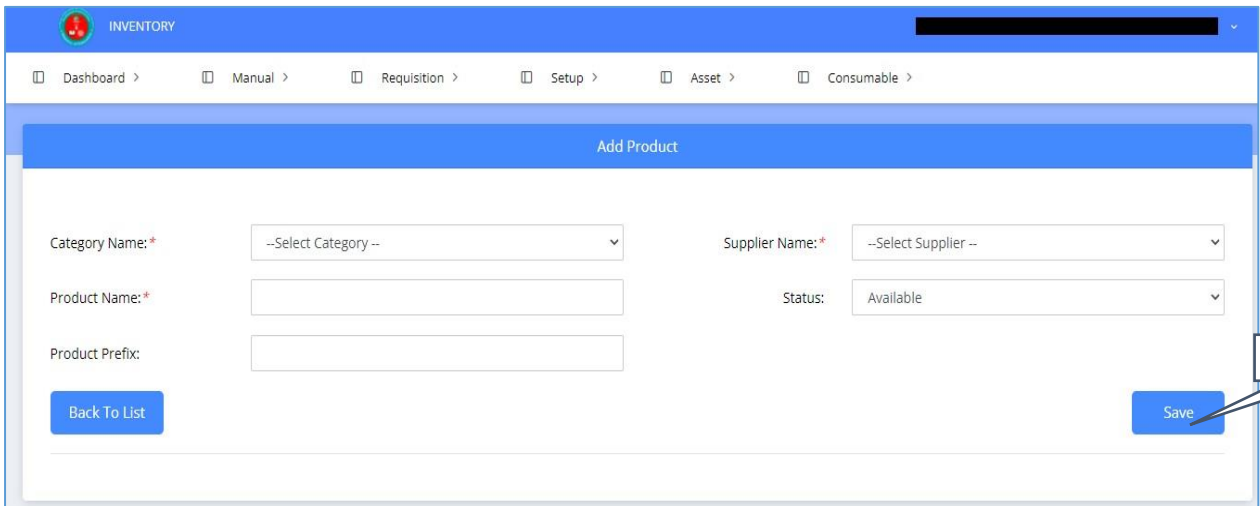 INVENTORY
Dashboard > Manual > Requisition > Setup > Asset > Consumable >
Add Product
Category Name:* --Select Category -- Supplier Name:* --Select Supplier --
Product Name:* Status: Available
Product Prefix:
Back To List Save